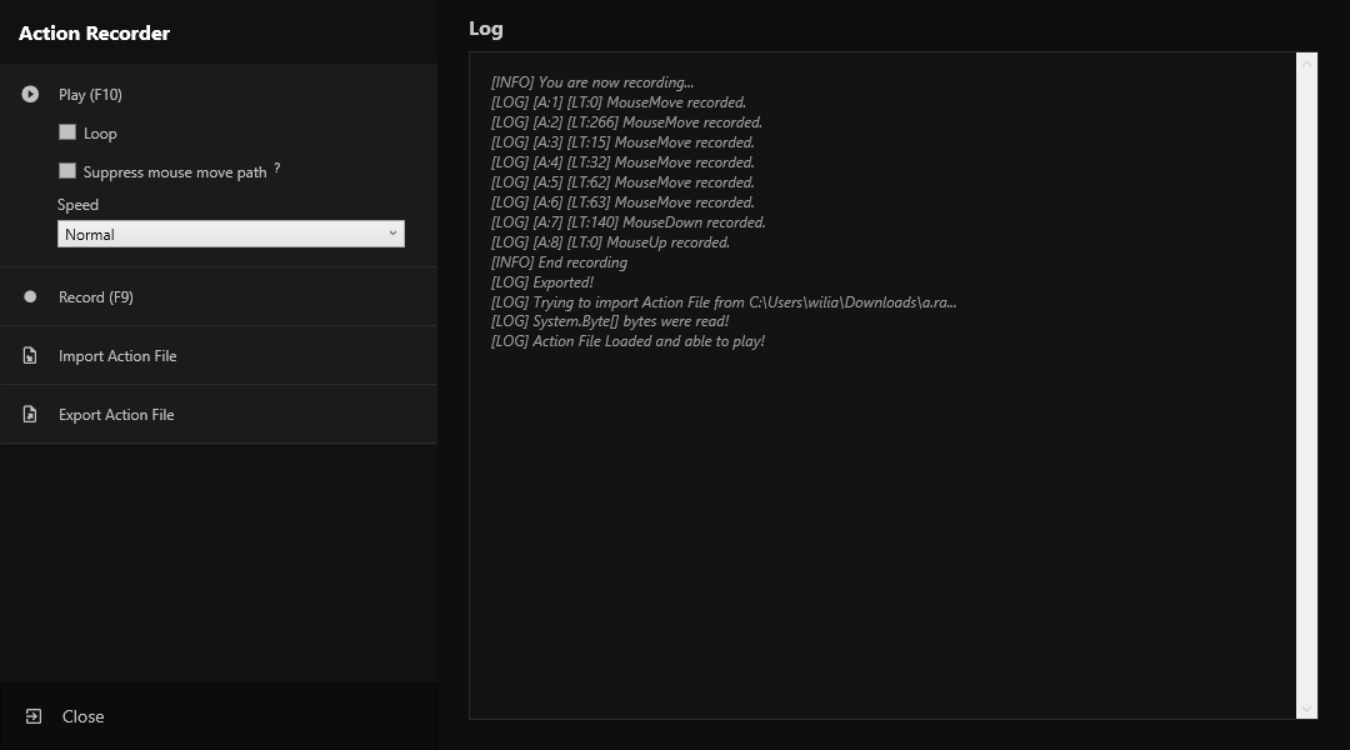 Action Recorder
Play (F10)
Loop
Suppress mouse move path ?
Speed
Normal
Record (F9)
Import Action File
Export Action File
Close
Log
[INFO] You are now recording...
[LOG] [A:1] [LT:0] MouseMove recorded.
[LOG] [A:2] [LT:266] MouseMove recorded.
[LOG] [A:3] [LT:15] MouseMove recorded.
[LOG] [A:4] [LT:32] MouseMove recorded.
[LOG] [A:5] [LT:62] MouseMove recorded.
[LOG] [A:6] [LT:63] MouseMove recorded.
[LOG] [A:7] [LT:140] MouseDown recorded.
[LOG] [A:8] [LT:0] MouseUp recorded.
[INFO] End recording
[LOG] Exported!
[LOG] Trying to import Action File from C:\Users\wilia\Downloads\a.ra...
[LOG] System.Byte[] bytes were read!
[LOG] Action File Loaded and able to play!